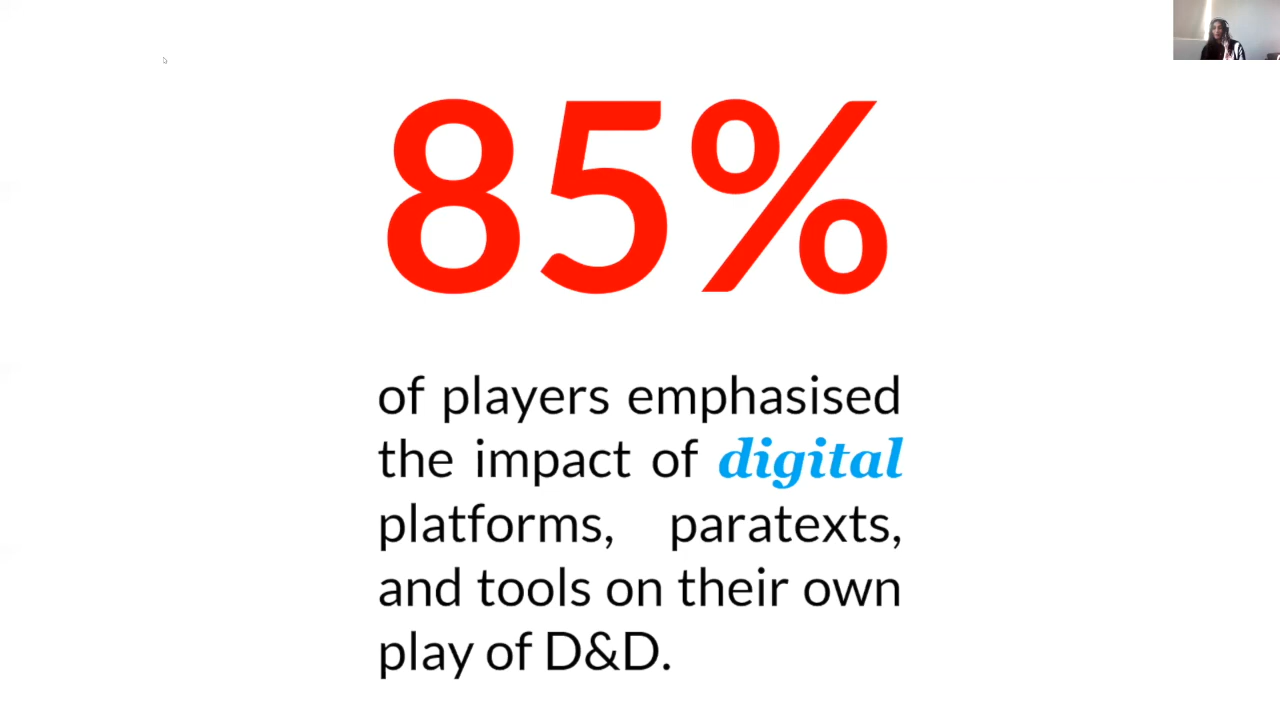 85%
of players emphasised
the impact of digital
platforms, paratexts,
and tools on their own
play of D&D.